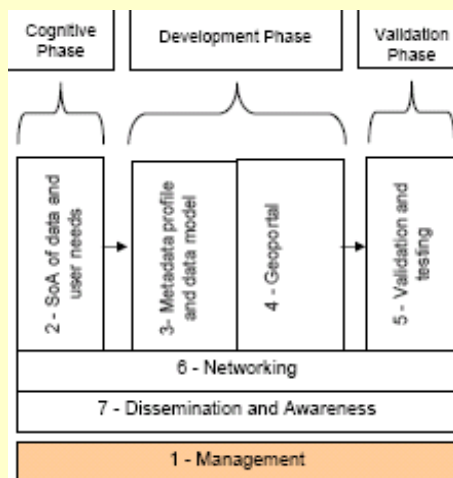 Cognitive
Phase
Development Phase
Validation
Phase
2 - SoA of data and
user needs
3- Metadada profile
and data model
4 - Geoportal
5 - Validation and
testing
6 - Networking
7 - Dissemination and Awareness
1 - Management